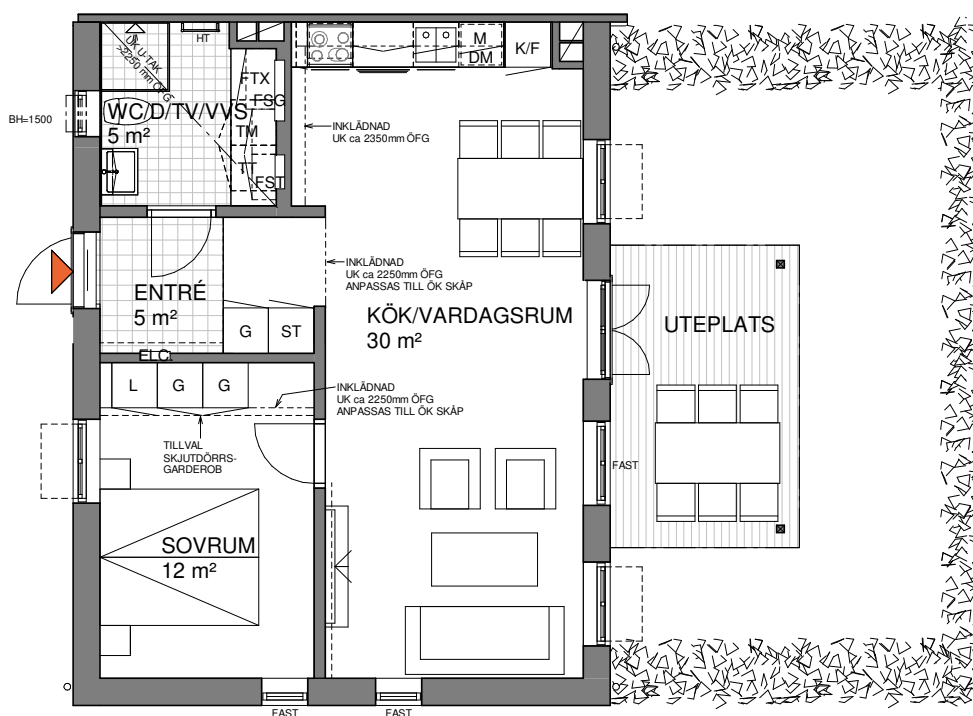 HT
M
DM
K/F
UK U TAK
>2250 mm ÖFG
FTX
FSG
BH=1500
WC/D/TV/VVS
5 m²
TM
TT
FST
INKLÄDNAD
UK ca 2350mm ÖFG
INKLÄDNAD
UK ca 2250mm ÖFG
ANPASSAS TILL ÖK SKÅP
ENTRÉ
5 m²
G
ST
KÖK/VARDAGSRUM
30 m²
UTEPLATS
ELC.
L
G
G
INKLÄDNAD
UK ca 2250mm ÖFG
ANPASSAS TILL ÖK SKÅP
TILLVAL
SKJUTDÖRRS-
GARDEROB
FAST
SOVRUM
12 m²
FAST
FAST